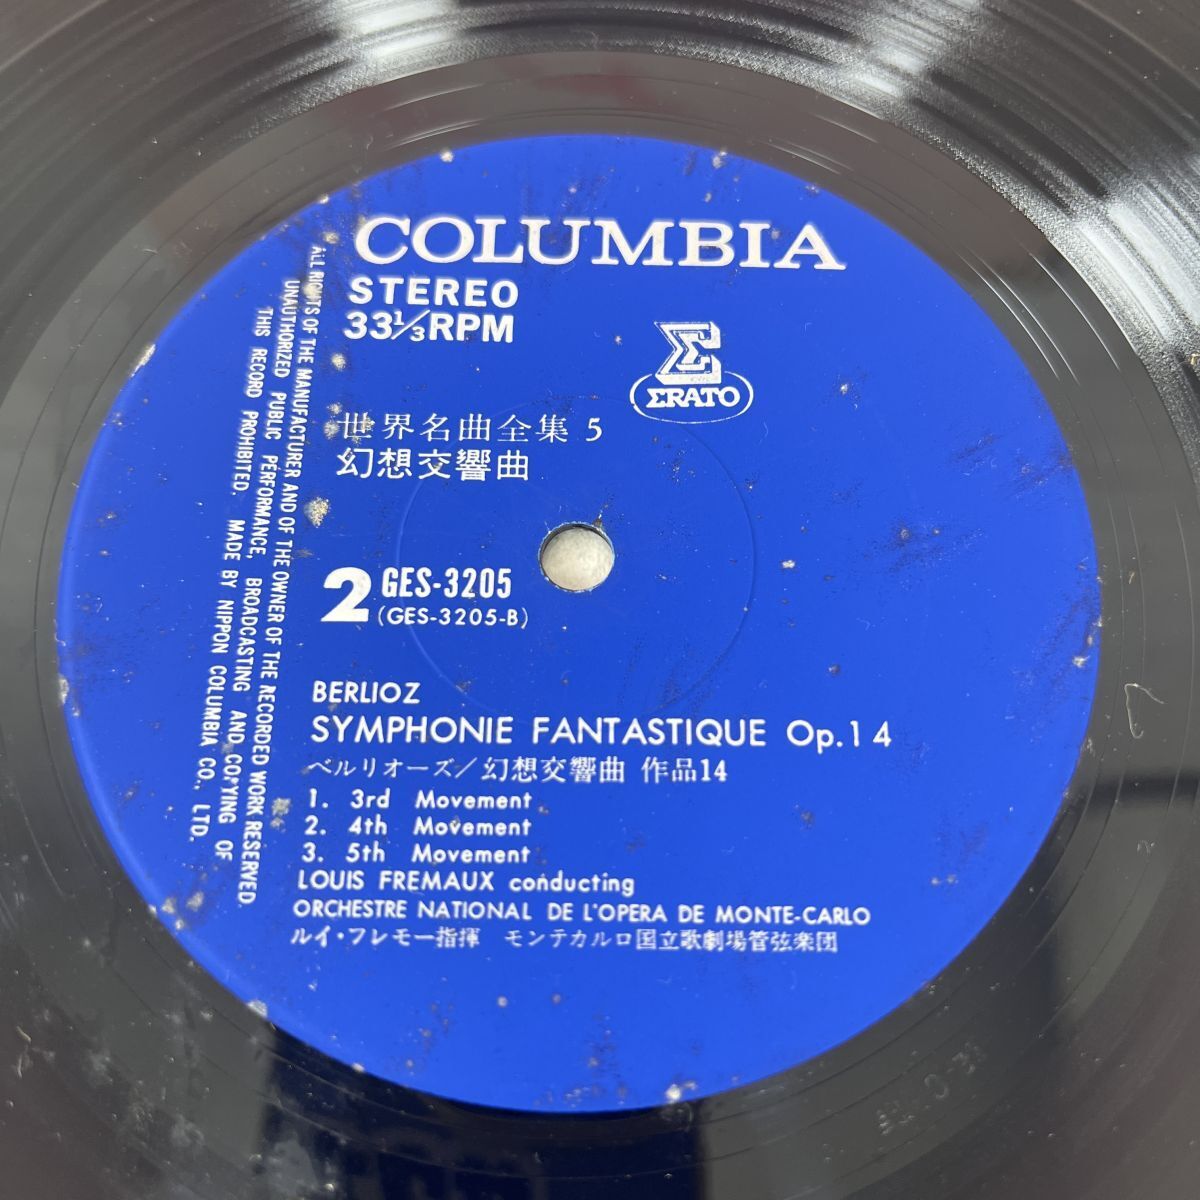 COLUMBIA
STEREO
33 1/3 RPM
Σ
ΣRATO
世界名曲全集 5
幻想交響曲
2 GES-3205
(GES-3205-B)
BERLIOZ
SYMPHONIE FANTASTIQUE Op.14
ベルリオーズ/幻想交響曲 作品14
1. 3rd Movement
2. 4th Movement
3. 5th Movement
LOUIS FREMAUX conducting
ORCHESTRE NATIONAL DE L'OPERA DE MONTE-CARLO
ルイ・フレモー指揮 モンテカルロ国立歌劇場管弦楽団
ALL RIGHTS OF THE MANUFACTURER AND OF THE OWNER OF THE RECORDED WORK RESERVED.
UNAUTHORIZED PUBLIC PERFORMANCE, BROADCASTING AND COPYING OF
THIS RECORD PROHIBITED. MADE BY NIPPON COLUMBIA CO., LTD.